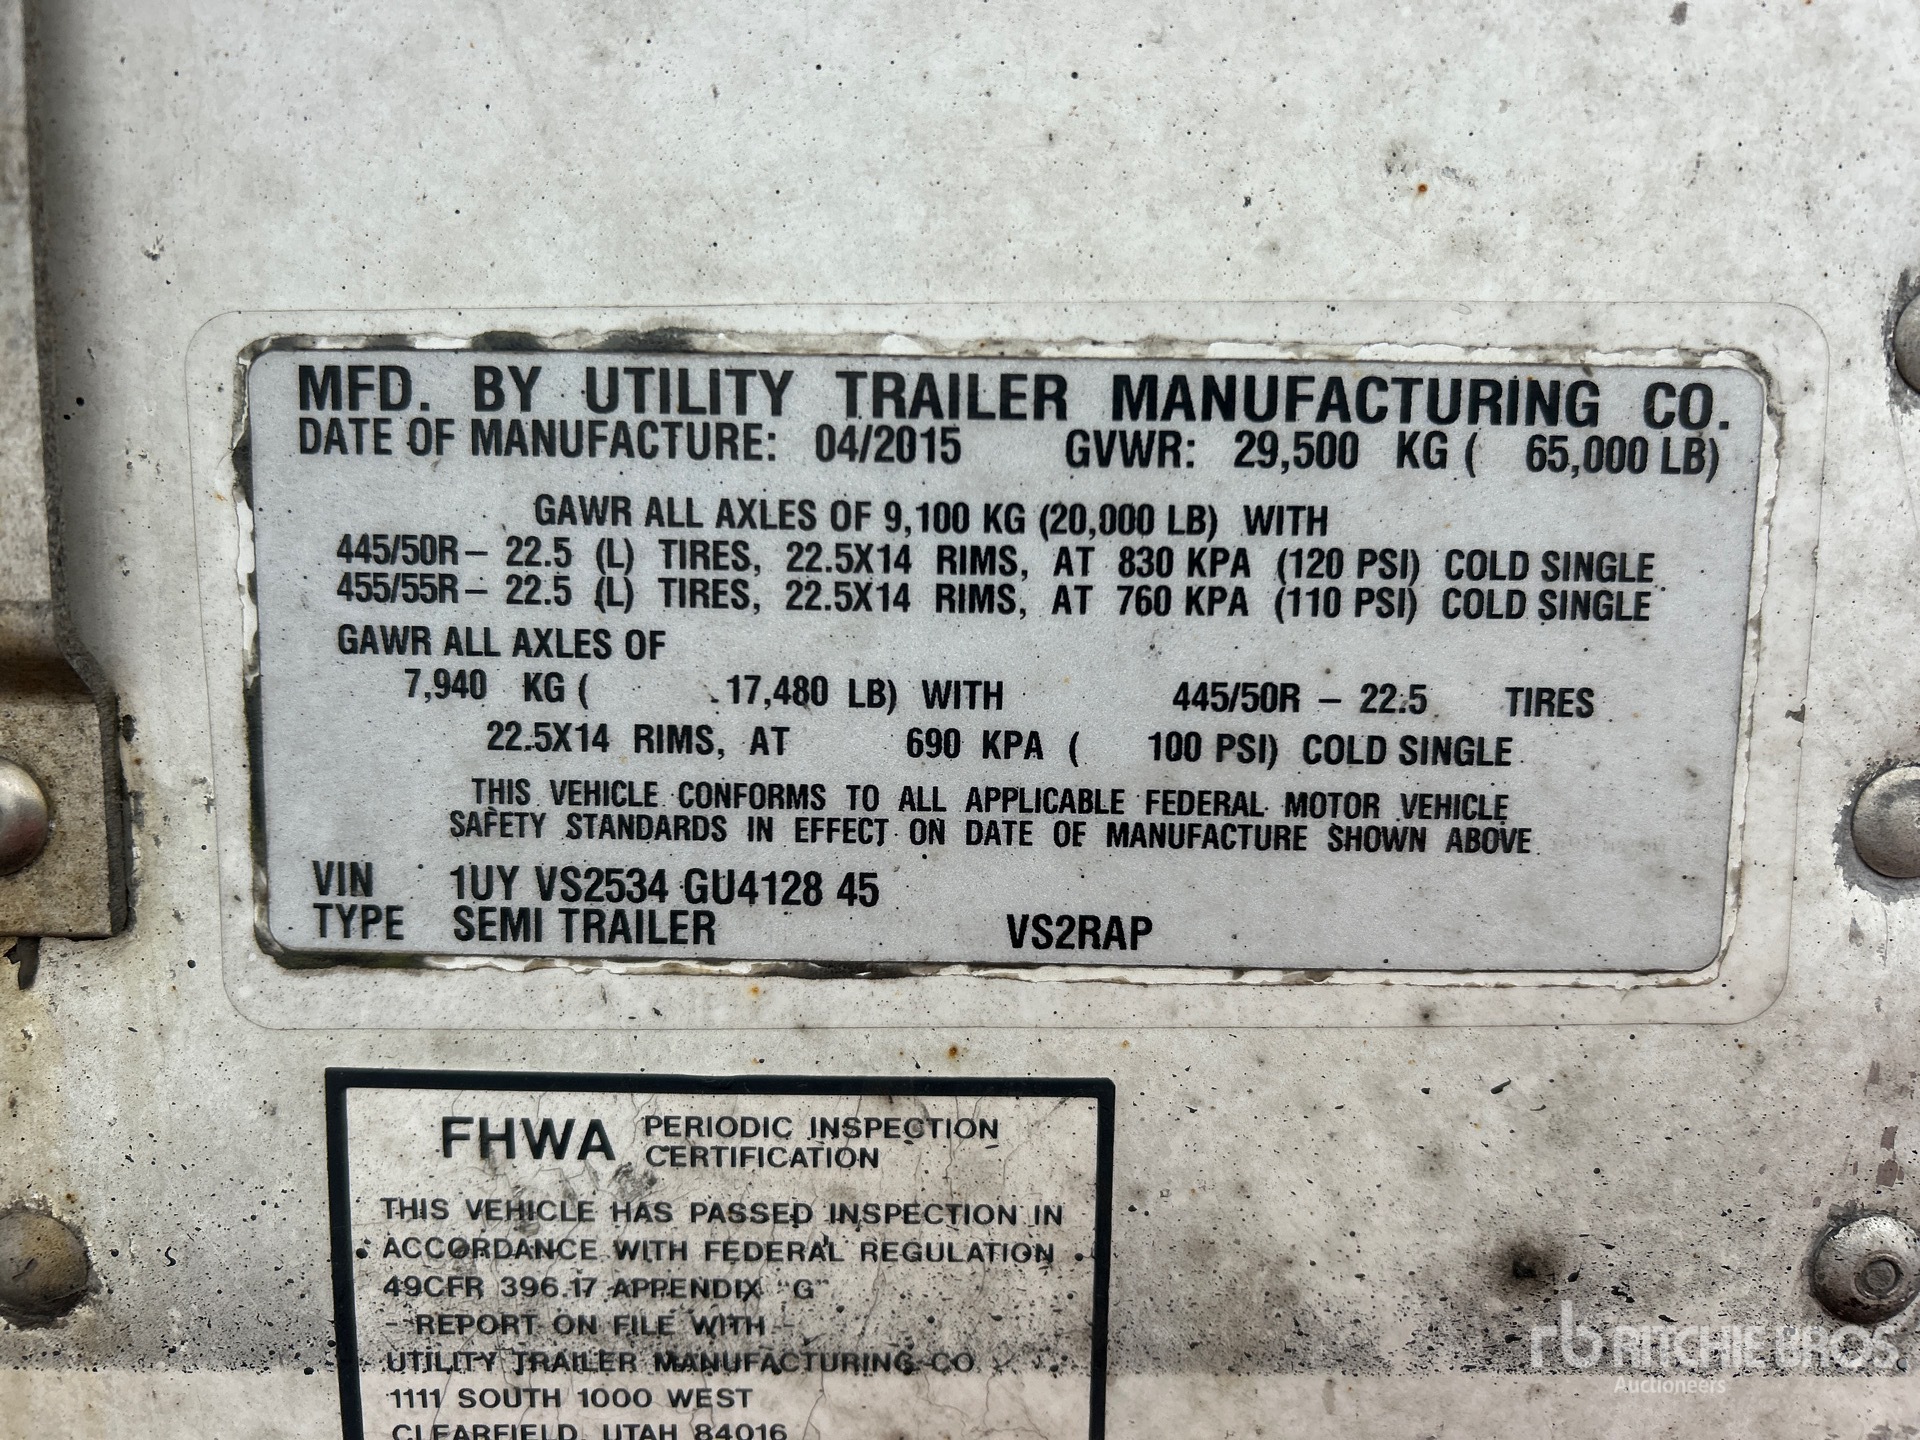 MFD. BY UTILITY TRAILER MANUFACTURING CO.
DATE OF MANUFACTURE: 04/2015 GVWR: 29,500 KG ( 65,000 LB)
GAWR ALL AXLES OF 9,100 KG (20,000 LB) WITH
445/50R – 22.5 (L) TIRES, 22.5X14 RIMS, AT 830 KPA (120 PSI) COLD SINGLE
455/55R – 22.5 (L) TIRES, 22.5X14 RIMS, AT 760 KPA (110 PSI) COLD SINGLE
GAWR ALL AXLES OF
7,940 KG ( 17,480 LB) WITH 445/50R – 22.5 TIRES
22.5X14 RIMS, AT 690 KPA ( 100 PSI) COLD SINGLE
THIS VEHICLE CONFORMS TO ALL APPLICABLE FEDERAL MOTOR VEHICLE
SAFETY STANDARDS IN EFFECT ON DATE OF MANUFACTURE SHOWN ABOVE
VIN 1UY VS2534 GU4128 45
TYPE SEMI TRAILER VS2RAP
FHWA PERIODIC INSPECTION
CERTIFICATION
THIS VEHICLE HAS PASSED INSPECTION IN
ACCORDANCE WITH FEDERAL REGULATION
49CFR 396.17 APPENDIX "G"
- REPORT ON FILE WITH -
UTILITY TRAILER MANUFACTURING CO.
1111 SOUTH 1000 WEST
CLEARFIELD, UTAH 84016
rb RITCHIE BROS.
Auctioneers